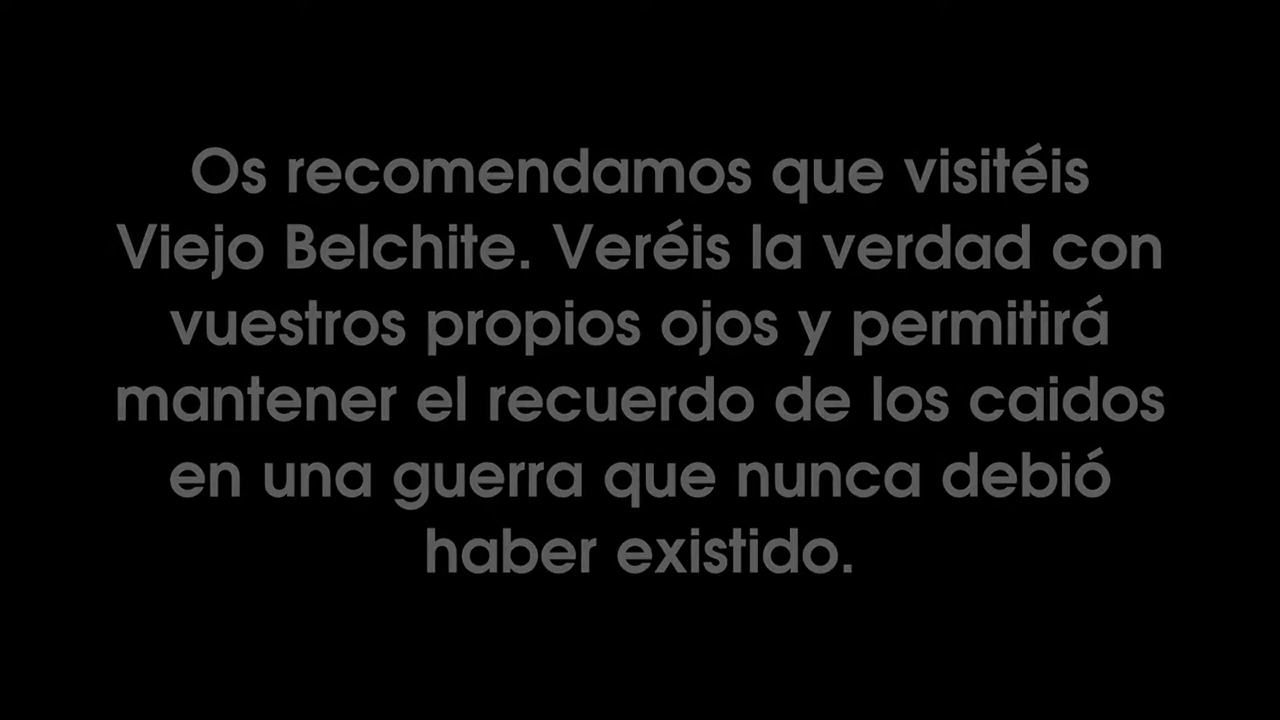 Os recomendamos que visitéis
Viejo Belchite. Veréis la verdad con
vuestros propios ojos y permitirá
mantener el recuerdo de los caidos
en una guerra que nunca debió
haber existido.